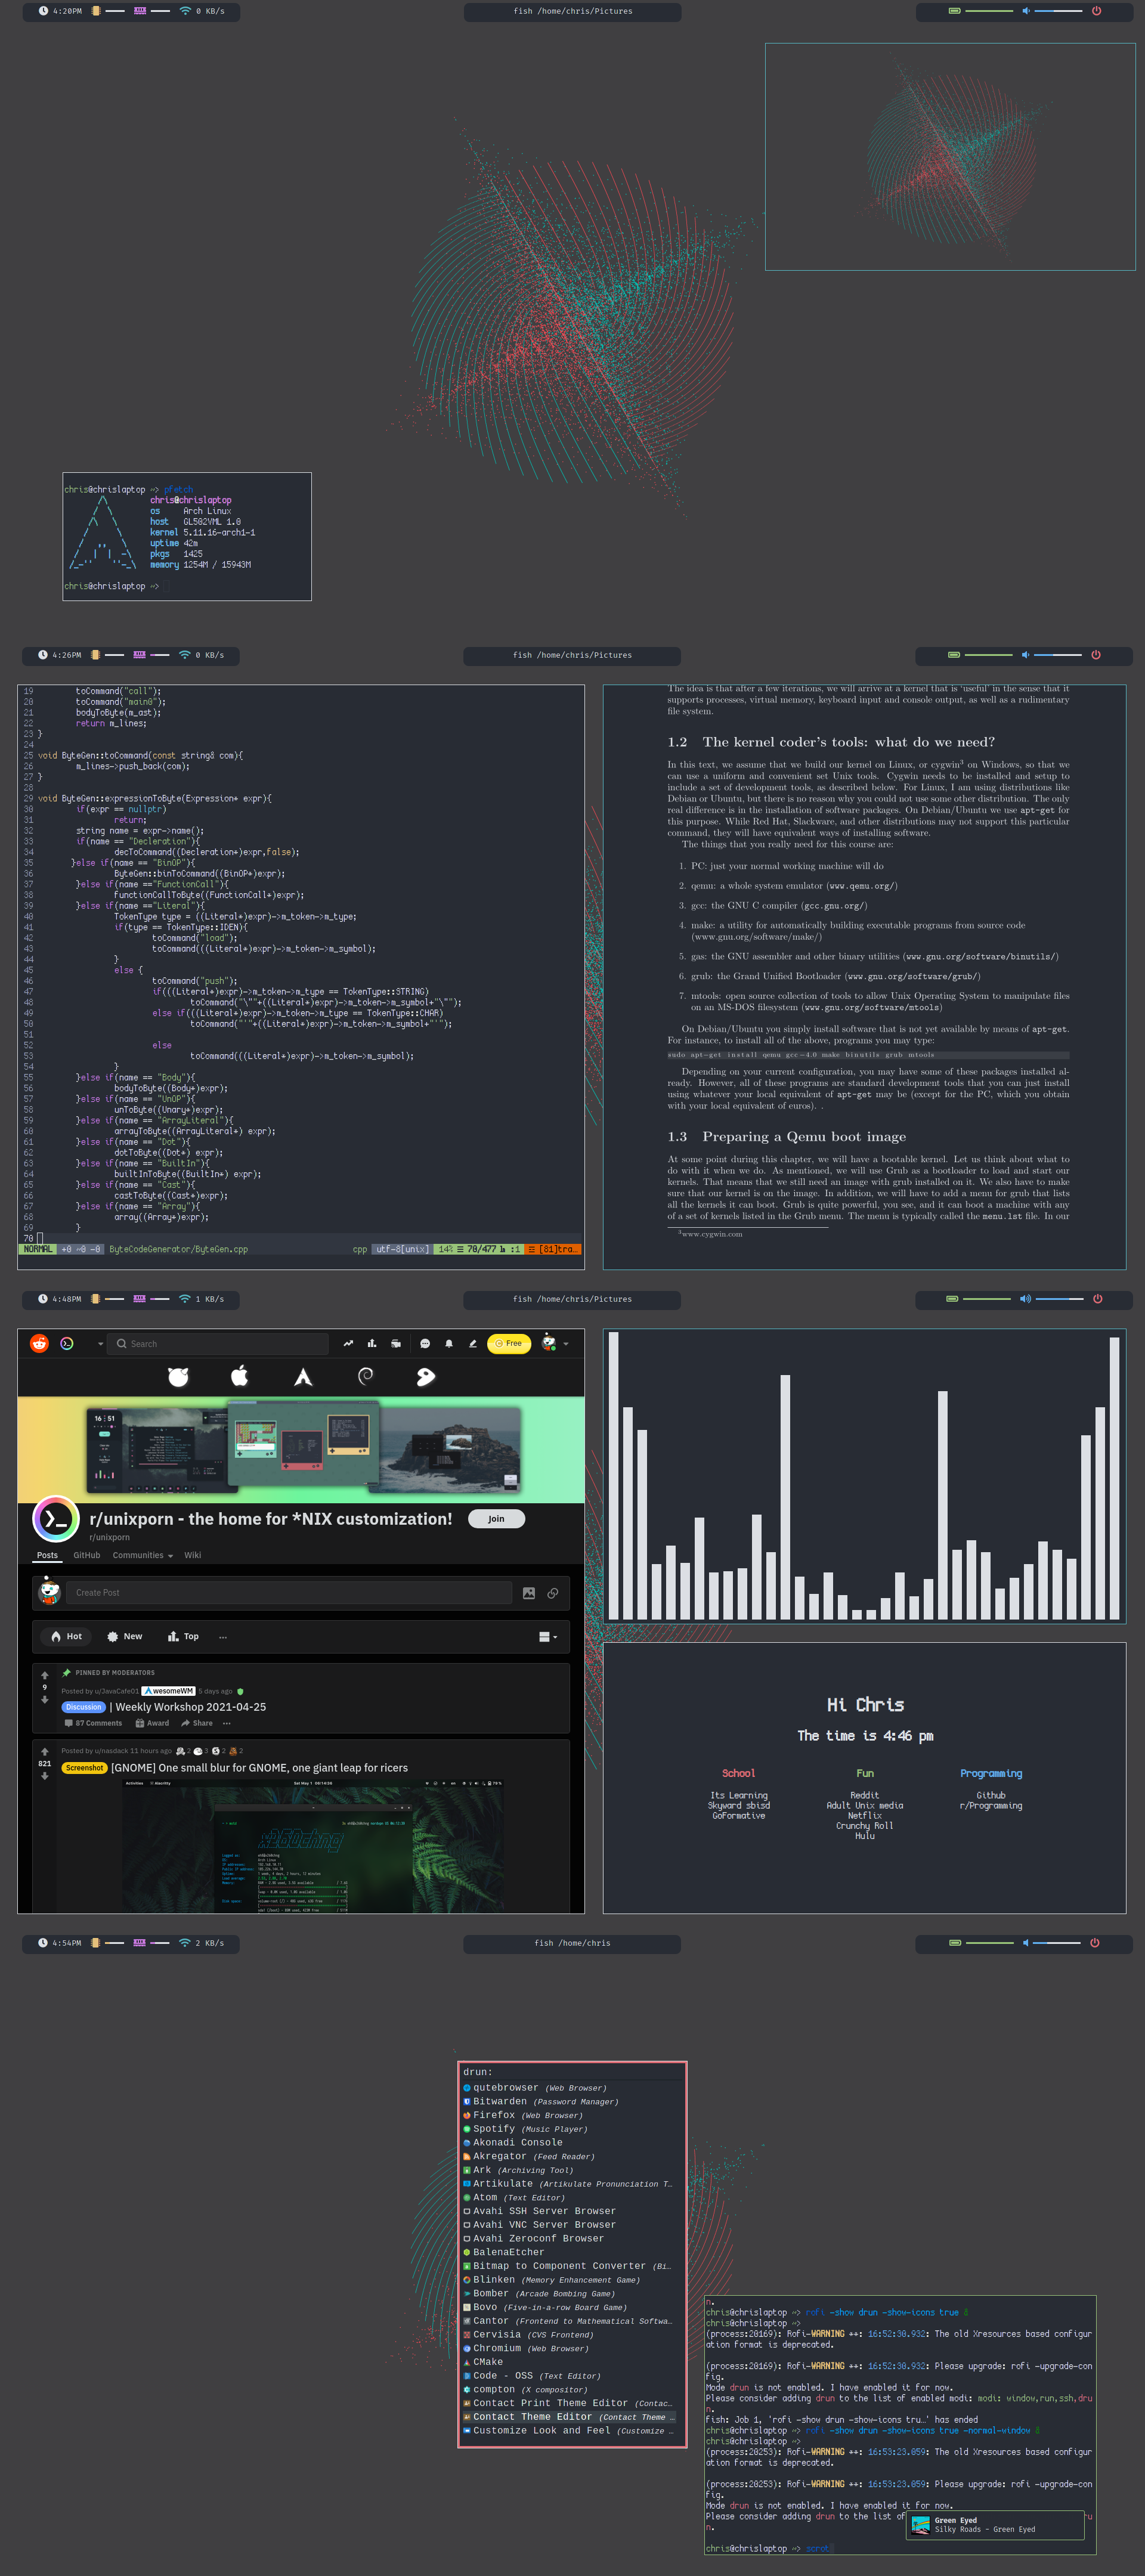 4:20PM 0 KB/s
fish /home/chris/Pictures
chris@chrislaptop ~> pfetch
chris@chrislaptop
os Arch Linux
host GL502VML 1.0
kernel 5.11.16-arch1-1
uptime 42m
pkgs 1425
memory 1254M / 15943M
chris@chrislaptop ~>
4:26PM 0 KB/s
fish /home/chris/Pictures
19 toCommand("call");
20 toCommand("main0");
21 bodyToByte(m_ast);
22 return m_lines;
23 }
24
25 void ByteGen::toCommand(const string& com){
26 m_lines->push_back(com);
27 }
28
29 void ByteGen::expressionToByte(Expression* expr){
30 if(expr == nullptr)
31 return;
32 string name = expr->name();
33 if(name == "Decleration"){
34 decToCommand((Decleration*)expr,false);
35 }else if(name == "BinOP"){
36 ByteGen::binToCommand((BinOP*)expr);
37 }else if(name =="FunctionCall"){
38 functionCallToByte((FunctionCall*)expr);
39 }else if(name=="Literal"){
40 TokenType type = ((Literal*)expr)->m_token->m_type;
41 if(type == TokenType::IDEN){
42 toCommand("load");
43 toCommand(((Literal*)expr)->m_token->m_symbol);
44 }
45 else {
46 toCommand("push");
47 if(((Literal*)expr)->m_token->m_type == TokenType::STRING)
48 toCommand("\""+((Literal*)expr)->m_token->m_symbol+"\"");
49 else if(((Literal*)expr)->m_token->m_type == TokenType::CHAR)
50 toCommand("'"+((Literal*)expr)->m_token->m_symbol+"'");
51
52 else
53 toCommand(((Literal*)expr)->m_token->m_symbol);
54 }
55 }else if(name == "Body"){
56 bodyToByte((Body*)expr);
57 }else if(name == "UnOP"){
58 unToByte((Unary*)expr);
59 }else if(name == "ArrayLiteral"){
60 arrayToByte((ArrayLiteral*) expr);
61 }else if(name == "Dot"){
62 dotToByte((Dot*) expr);
63 }else if(name == "BuiltIn"){
64 builtInToByte((BuiltIn*) expr);
65 }else if(name == "Cast"){
66 castToByte((Cast*)expr);
67 }else if(name == "Array"){
68 array((Array*)expr);
69 }
70
NORMAL +0 ~0 -0 ByteCodeGenerator/ByteGen.cpp cpp utf-8[unix] 14% ☰ 70/477 :1 ☰ [81]tra…
The idea is that after a few iterations, we will arrive at a kernel that is 'useful' in the sense that it
supports processes, virtual memory, keyboard input and console output, as well as a rudimentary
file system.
1.2 The kernel coder's tools: what do we need?
In this text, we assume that we build our kernel on Linux, or cygwin3 on Windows, so that we
can use a uniform and convenient set Unix tools. Cygwin needs to be installed and setup to
include a set of development tools, as described below. For Linux, I am using distributions like
Debian or Ubuntu, but there is no reason why you could not use some other distribution. The only
real difference is in the installation of software packages. On Debian/Ubuntu we use apt-get for
this purpose. While Red Hat, Slackware, and other distributions may not support this particular
command, they will have equivalent ways of installing software.
The things that you really need for this course are:
1. PC: just your normal working machine will do
2. qemu: a whole system emulator (www.qemu.org/)
3. gcc: the GNU C compiler (gcc.gnu.org/)
4. make: a utility for automatically building executable programs from source code
(www.gnu.org/software/make/)
5. gas: the GNU assembler and other binary utilities (www.gnu.org/software/binutils/)
6. grub: the Grand Unified Bootloader (www.gnu.org/software/grub/)
7. mtools: open source collection of tools to allow Unix Operating System to manipulate files
on an MS-DOS filesystem (www.gnu.org/software/mtools)
On Debian/Ubuntu you simply install software that is not yet available by means of apt-get.
For instance, to install all of the above, programs you may type:
sudo apt-get install qemu gcc-4.0 make binutils grub mtools
Depending on your current configuration, you may have some of these packages installed al-
ready. However, all of these programs are standard development tools that you can just install
using whatever your local equivalent of apt-get may be (except for the PC, which you obtain
with your local equivalent of euros). .
1.3 Preparing a Qemu boot image
At some point during this chapter, we will have a bootable kernel. Let us think about what to
do with it when we do. As mentioned, we will use Grub as a bootloader to load and start our
kernels. That means that we still need an image with grub installed on it. We also have to make
sure that our kernel is on the image. In addition, we will have to add a menu for grub that lists
all the kernels it can boot. Grub is quite powerful, you see, and it can boot a machine with any
of a set of kernels listed in the Grub menu. The menu is typically called the menu.lst file. In our
3www.cygwin.com
4:48PM 1 KB/s
fish /home/chris/Pictures
Search
Free
16 51
r/unixporn - the home for *NIX customization!
Join
r/unixporn
Posts GitHub Communities Wiki
Create Post
Hot New Top ...
PINNED BY MODERATORS
Posted by u/JavaCafe01 AwesomeWM 5 days ago
9
Discussion | Weekly Workshop 2021-04-25
87 Comments Award Share ...
Posted by u/nasdack 11 hours ago 2 3 2 2
821
Screenshot [GNOME] One small blur for GNOME, one giant leap for ricers
Activities Alacritty
Hi Chris
The time is 4:46 pm
School Fun Programming
Its Learning Reddit Github
Skyward sbisd Adult Unix media r/Programming
GoFormative Netflix
Crunchy Roll
Hulu
4:54PM 2 KB/s
fish /home/chris
drun:
qutebrowser (Web Browser)
Bitwarden (Password Manager)
Firefox (Web Browser)
Spotify (Music Player)
Akonadi Console
Akregator (Feed Reader)
Ark (Archiving Tool)
Artikulate (Artikulate Pronunciation T…
Atom (Text Editor)
Avahi SSH Server Browser
Avahi VNC Server Browser
Avahi Zeroconf Browser
BalenaEtcher
Bitmap to Component Converter (Bi…
Blinken (Memory Enhancement Game)
Bomber (Arcade Bombing Game)
Bovo (Five-in-a-row Board Game)
Cantor (Frontend to Mathematical Softwa…
Cervisia (CVS Frontend)
Chromium (Web Browser)
CMake
Code - OSS (Text Editor)
compton (X compositor)
Contact Print Theme Editor (Contac…
Contact Theme Editor (Contact Theme …
Customize Look and Feel (Customize …
n.
chris@chrislaptop ~> rofi -show drun -show-icons true &
chris@chrislaptop ~>
(process:20169): Rofi-WARNING **: 16:52:30.932: The old Xresources based configur
ation format is deprecated.
(process:20169): Rofi-WARNING **: 16:52:30.932: Please upgrade: rofi -upgrade-con
fig.
Mode drun is not enabled. I have enabled it for now.
Please consider adding drun to the list of enabled modi: modi: window,run,ssh,dru
n.
fish: Job 1, 'rofi -show drun -show-icons tru…' has ended
chris@chrislaptop ~> rofi -show drun -show-icons true -normal-window &
chris@chrislaptop ~>
(process:20253): Rofi-WARNING **: 16:53:23.059: The old Xresources based configur
ation format is deprecated.
(process:20253): Rofi-WARNING **: 16:53:23.059: Please upgrade: rofi -upgrade-con
fig.
Mode drun is not enabled. I have enabled it for now.
Please consider adding drun to the list of ru
n.
Green Eyed
Silky Roads - Green Eyed
chris@chrislaptop ~> scrot